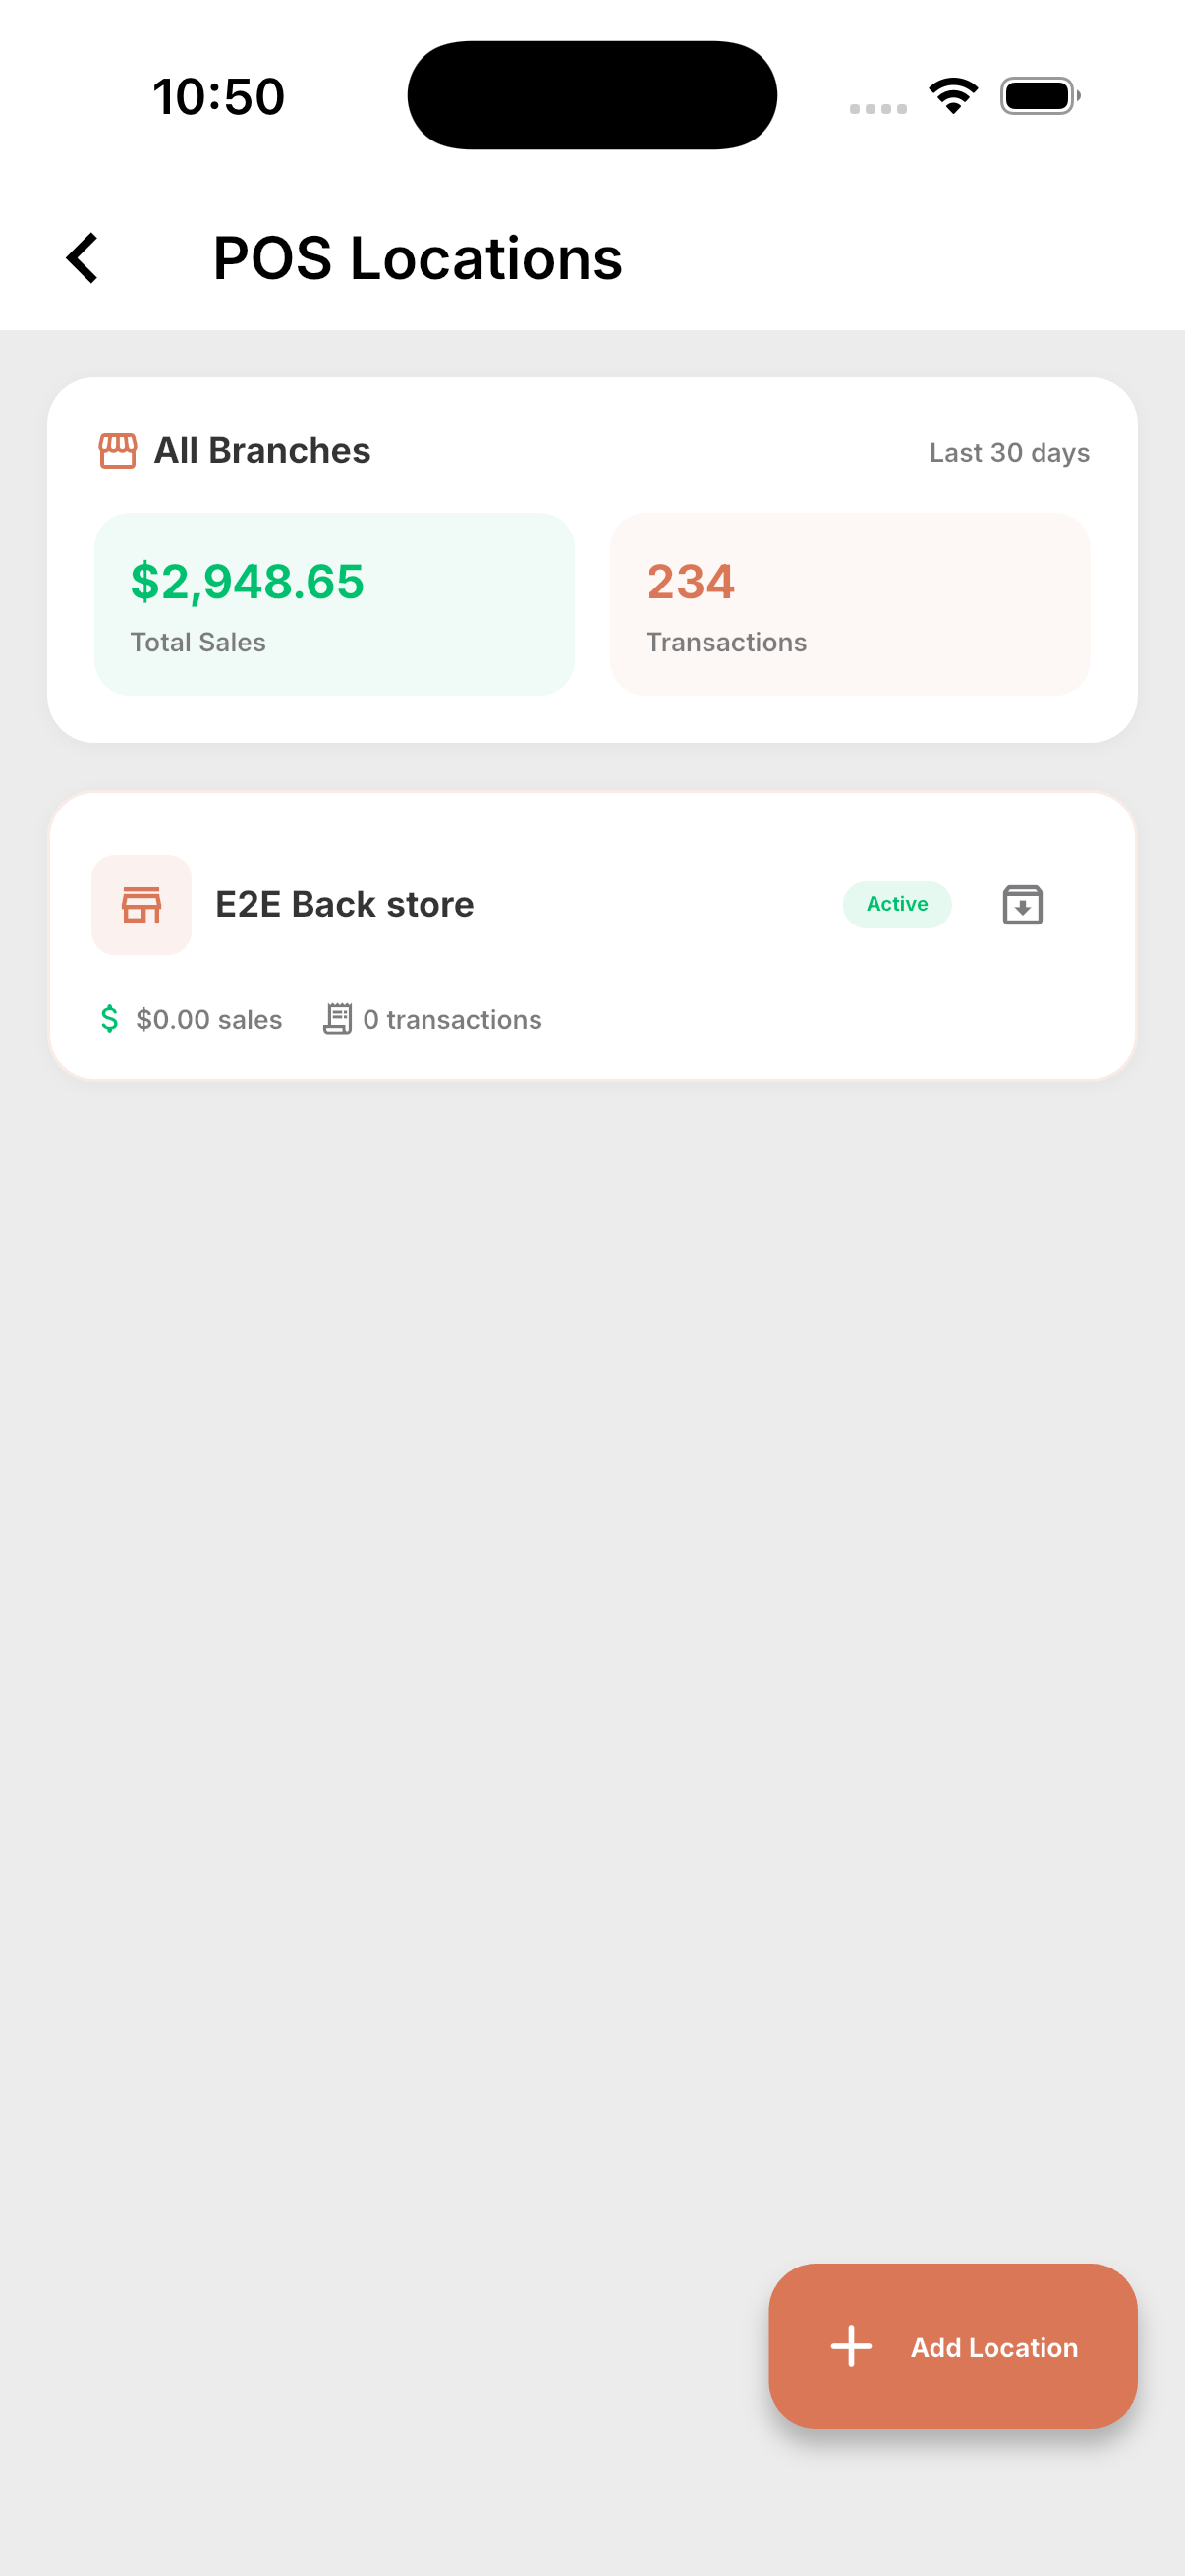 10:50
POS Locations
All Branches
Last 30 days
$2,948.65
Total Sales
234
Transactions
E2E Back store
Active
$0.00 sales
0 transactions
Add Location